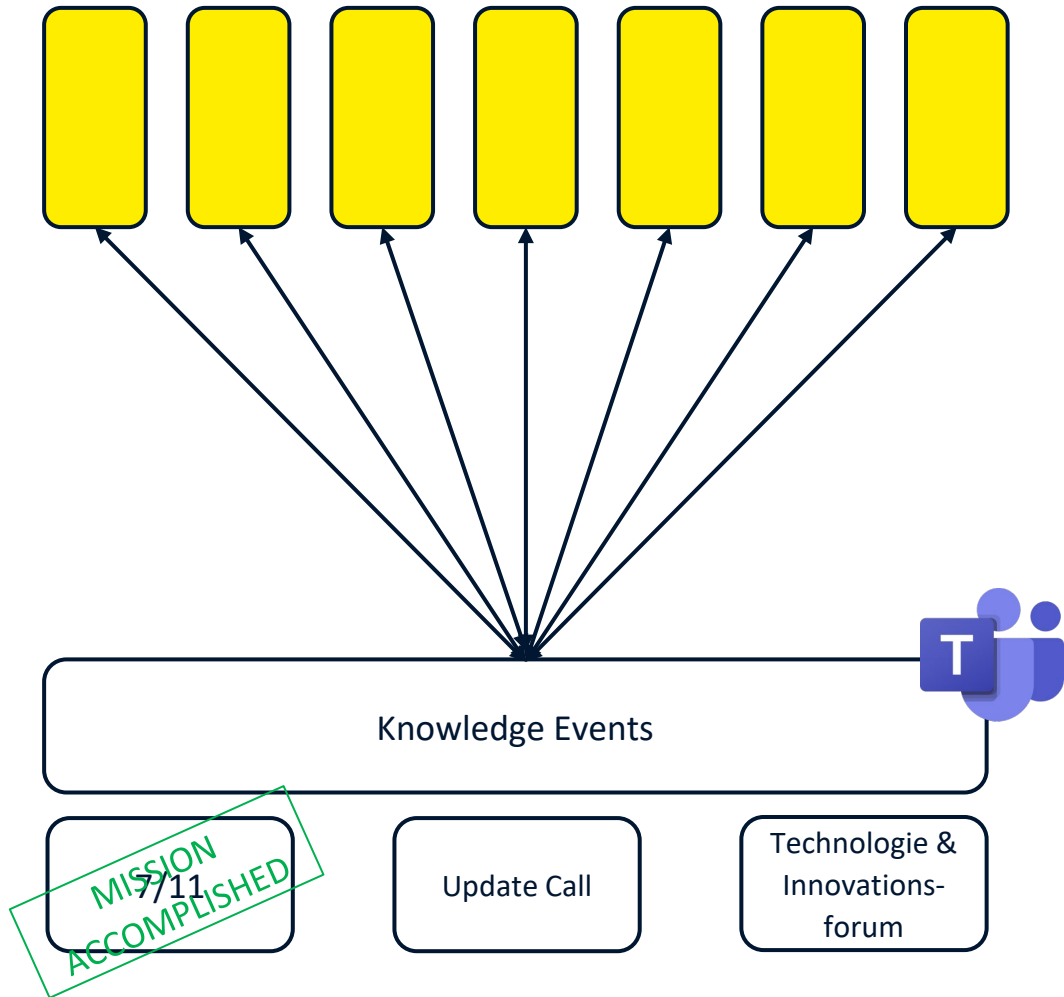 T
Knowledge Events
MISSION
ACCOMPLISHED
7/11
Update Call
Technologie &
Innovations-
forum